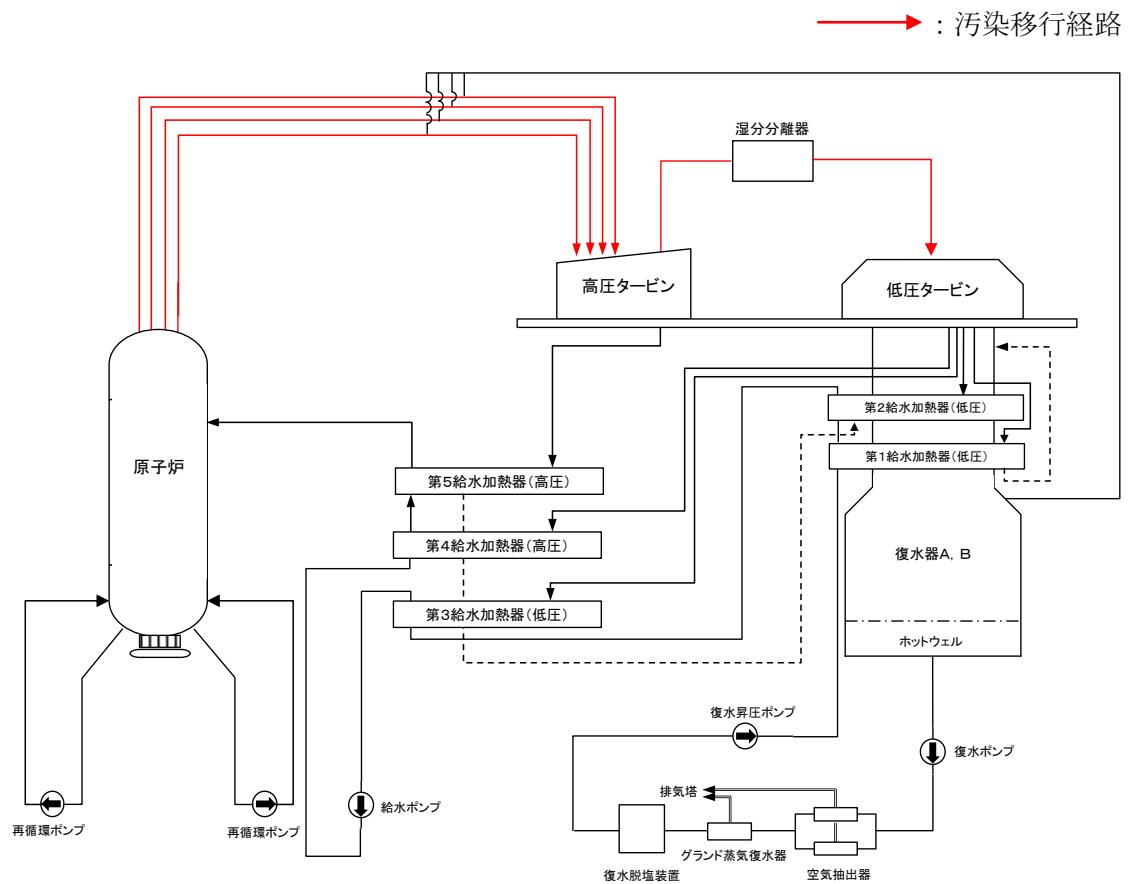 ：汚染移行経路
湿分分離器
高圧タービン
低圧タービン
第2給水加熱器(低圧)
第1給水加熱器(低圧)
原子炉
第5給水加熱器(高圧)
第4給水加熱器(高圧)
第3給水加熱器(低圧)
復水器A, B
ホットウェル
復水昇圧ポンプ
復水ポンプ
排気塔
給水ポンプ
再循環ポンプ
再循環ポンプ
グランド蒸気復水器
復水脱塩装置
空気抽出器